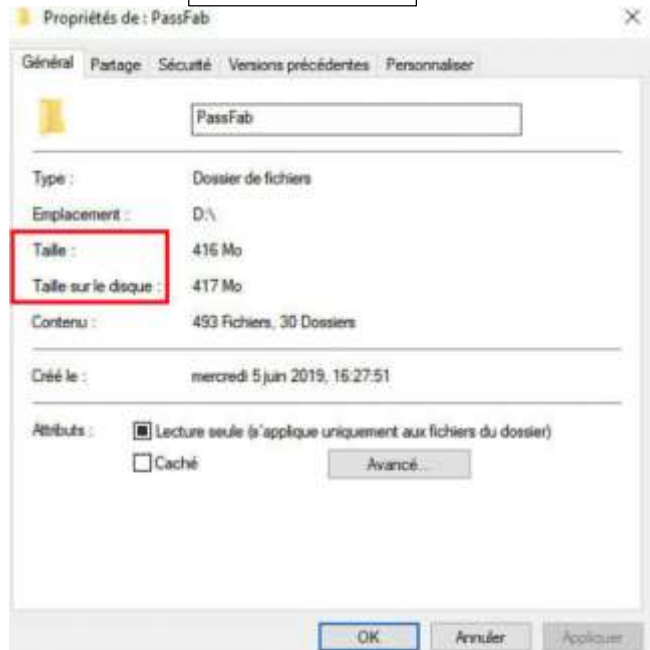 Propriétés de : PassFab
Général Partage Sécurité Versions précédentes Personnaliser
PassFab
Type : Dossier de fichiers
Emplacement : D:\
Taille : 416 Mo
Taille sur le disque : 417 Mo
Contenu : 493 Fichiers, 30 Dossiers
Créé le : mercredi 5 juin 2019, 16:27:51
Attributs : Lecture seule (s'applique uniquement aux fichiers du dossier)
Caché Avancé...
OK Annuler Appliquer